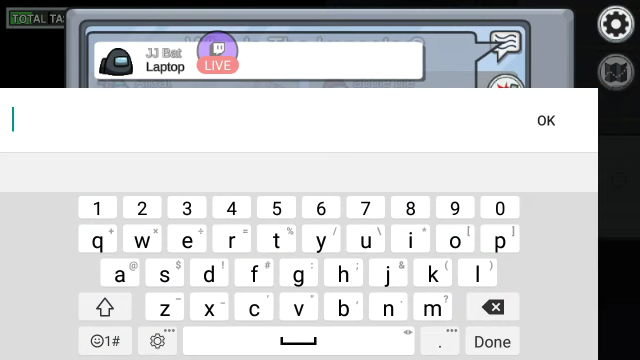 TOTAL TAS
JJ Bat
Laptop
LIVE
OK
1 2 3 4 5 6 7 8 9 0
q + w × e ÷ r = t % y / u \ i * o [ p ]
a @ s $ d ! f # g : h ; j & k ( l )
z - x _ c ' v " b , n . m ?
☺1# . Done